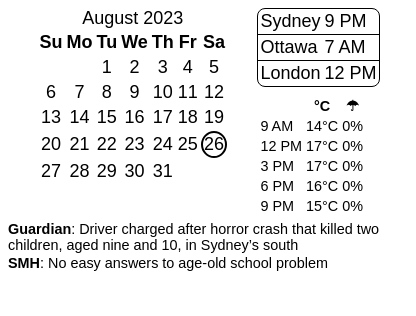 August 2023
Su Mo Tu We Th Fr Sa
1 2 3 4 5
6 7 8 9 10 11 12
13 14 15 16 17 18 19
20 21 22 23 24 25 26
27 28 29 30 31
Sydney 9 PM
Ottawa 7 AM
London 12 PM
°C ☂
9 AM 14°C 0%
12 PM 17°C 0%
3 PM 17°C 0%
6 PM 16°C 0%
9 PM 15°C 0%
Guardian: Driver charged after horror crash that killed two
children, aged nine and 10, in Sydney's south
SMH: No easy answers to age-old school problem